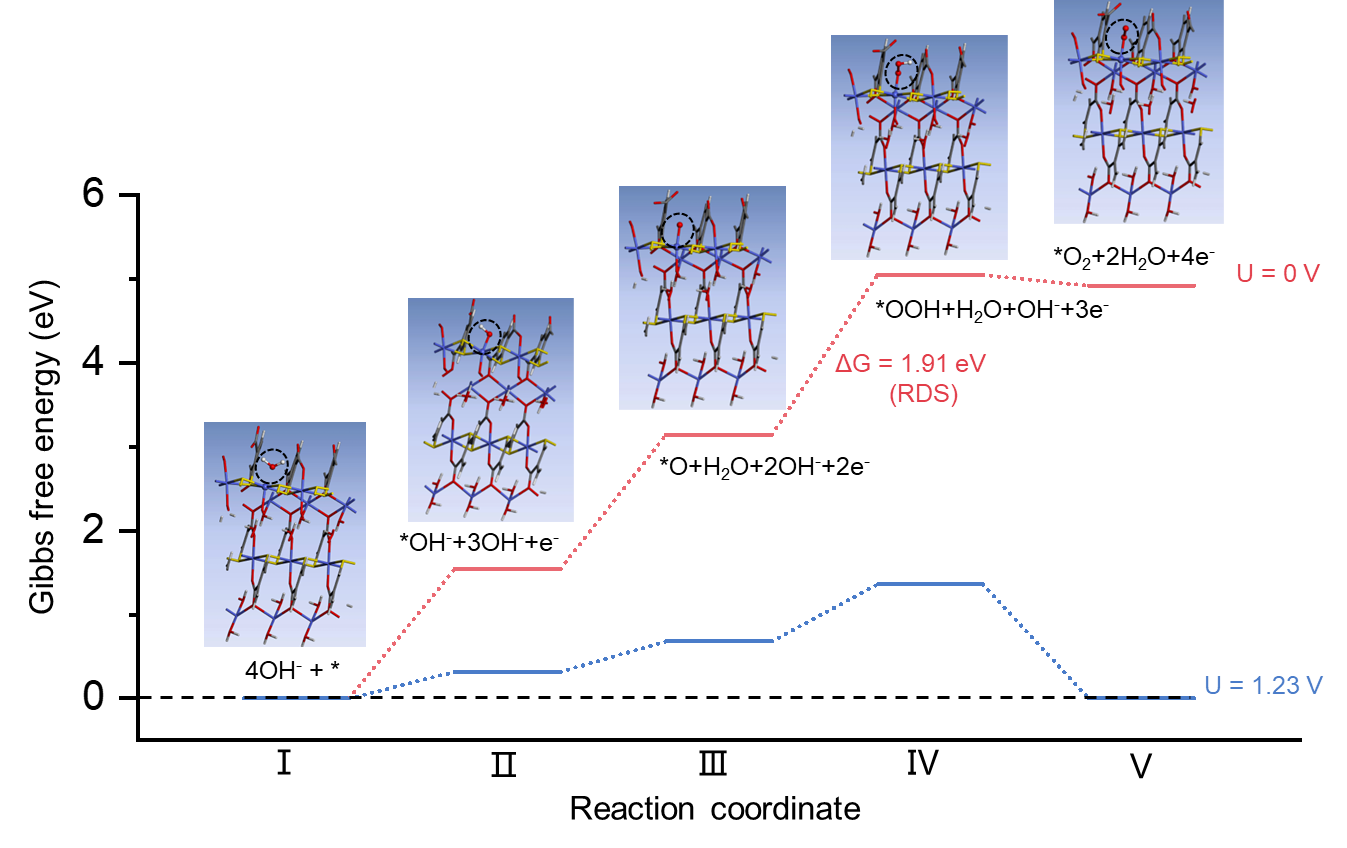 *O₂+2H₂O+4e⁻
U = 0 V
*OOH+H₂O+OH⁻+3e⁻
ΔG = 1.91 eV
(RDS)
*O+H₂O+2OH⁻+2e⁻
*OH⁻+3OH⁻+e⁻
4OH⁻ + *
U = 1.23 V
Gibbs free energy (eV)
6
4
2
0
I II III IV V
Reaction coordinate